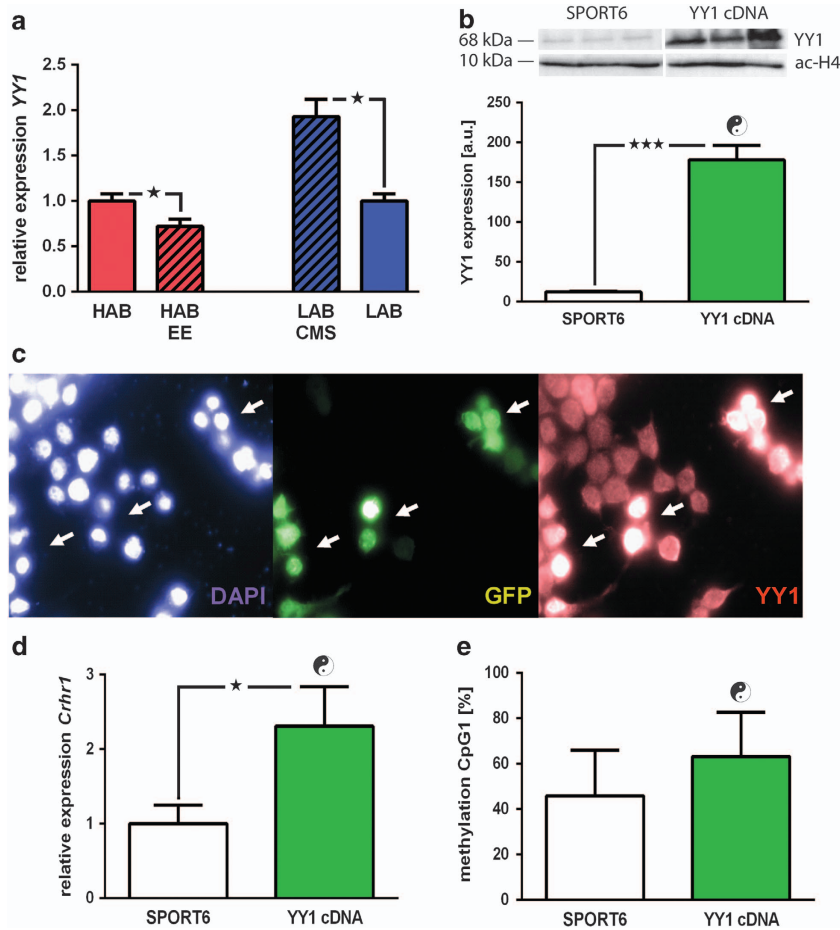 a
relative expression YY1
2.5
2.0
1.5
1.0
0.5
0.0
HAB
HAB EE
LAB CMS
LAB
b
SPORT6 YY1 cDNA
68 kDa YY1
10 kDa ac-H4
YY1 expression [a.u.]
250
200
150
100
50
0
SPORT6 YY1 cDNA
c
DAPI GFP YY1
d
relative expression Crhr1
3
2
1
0
SPORT6 YY1 cDNA
e
methylation CpG1 [%]
100
80
60
40
20
0
SPORT6 YY1 cDNA